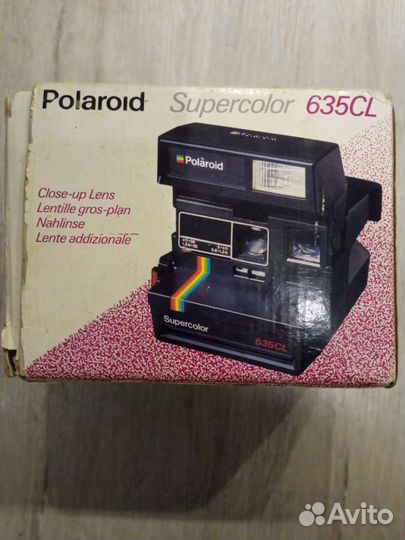 Polaroid Supercolor 635CL
Close-up Lens
Lentille gros-plan
Nahlinse
Lente addizionale
Polaroid
Supercolor
635CL
Avito